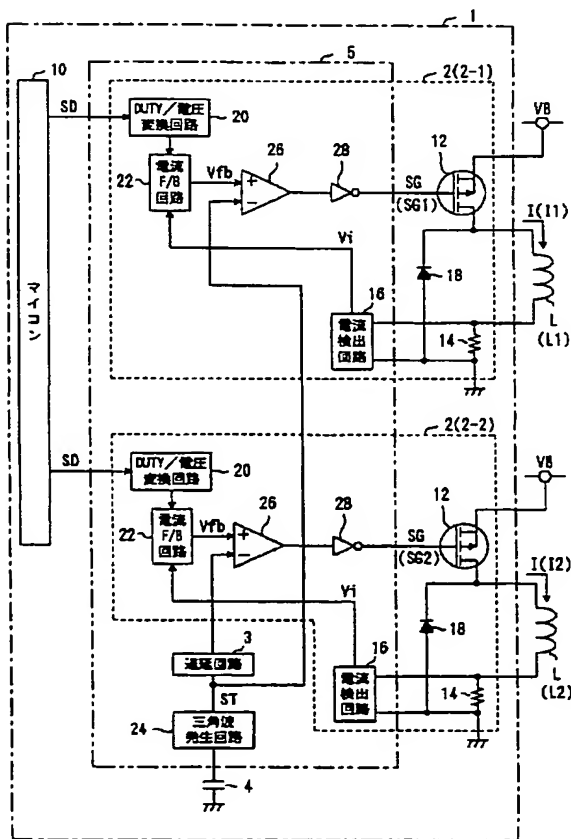 1
5
10
2(2-1)
SD
DUTY/電圧
変換回路
20
12
VB
26
28
22
電流
F/B
回路
Vfb
+
−
SG
(SG1)
I(I1)
Vi
18
16
電流
検出
回路
14
L
(L1)
マイコン
2(2-2)
SD
DUTY/電圧
変換回路
20
12
VB
26
28
22
電流
F/B
回路
Vfb
+
−
SG
(SG2)
I(I2)
Vi
3
遅延回路
18
16
電流
検出
回路
14
L
(L2)
ST
24
三角波
発生回路
4